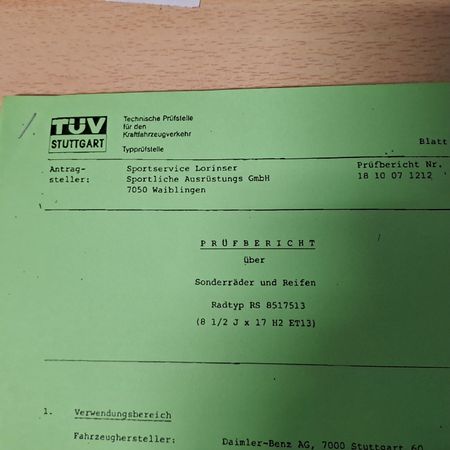 TÜV
STUTTGART
Technische Prüfstelle
für den
Kraftfahrzeugverkehr
Typprüfstelle
Blatt
Antrag-
steller:
Sportservice Lorinser
Sportliche Ausrüstungs GmbH
7050 Waiblingen
Prüfbericht Nr.
18 10 07 1212
P R Ü F B E R I C H T
über
Sonderräder und Reifen
Radtyp RS 8517513
(8 1/2 J x 17 H2 ET13)
1. Verwendungsbereich
Fahrzeughersteller: Daimler-Benz AG, 7000 Stuttgart 60